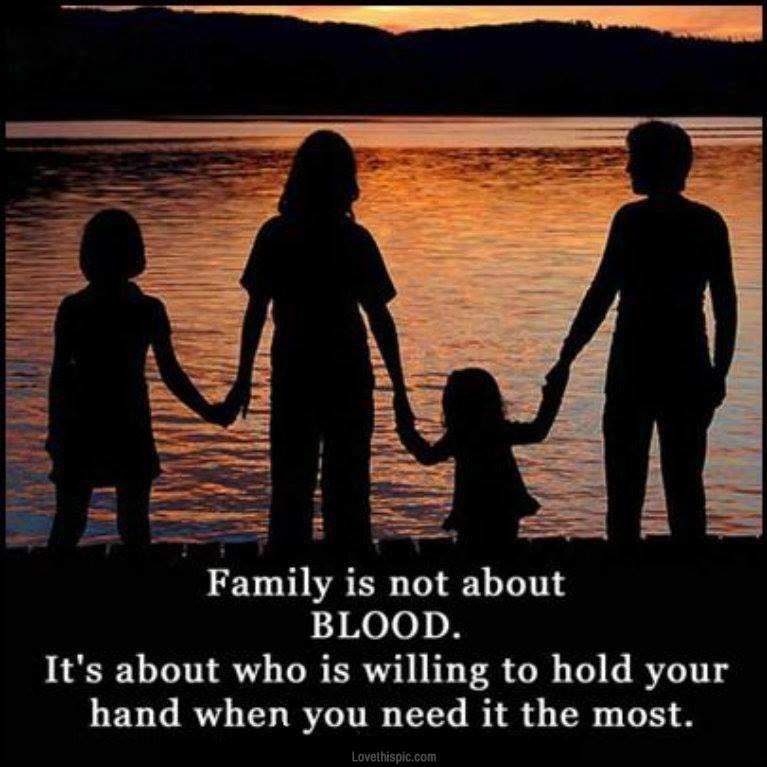 Family is not about
BLOOD.
It's about who is willing to hold your
hand when you need it the most.
Lovethispic.com